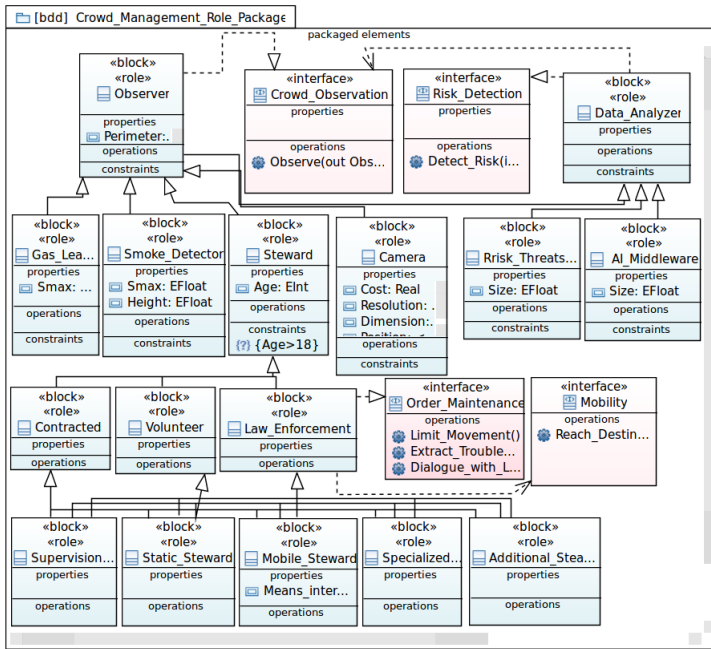 [bdd] Crowd_Management_Role_Package
packaged elements
«block»
«role»
Observer
properties
Perimeter:.
operations
constraints
«interface»
Crowd_Observation
properties
operations
Observe(out Obs...
«interface»
Risk_Detection
properties
operations
Detect_Risk(i...
«block»
«role»
Data_Analyzer
properties
operations
constraints
«block»
«role»
Gas_Lea...
properties
Smax: ...
operations
constraints
«block»
«role»
Smoke_Detector
properties
Smax: EFloat
Height: EFloat
operations
constraints
«block»
«role»
Steward
properties
Age: EInt
operations
constraints
{?} {Age>18}
«block»
«role»
Camera
properties
Cost: Real
Resolution: .
Dimension:.
operations
constraints
«block»
«role»
Rrisk_Threats...
properties
Size: EFloat
operations
constraints
«block»
«role»
AI_Middleware
properties
Size: EFloat
operations
constraints
«block»
«role»
Contracted
properties
operations
«block»
«role»
Volunteer
properties
operations
«block»
«role»
Law_Enforcement
properties
operations
«interface»
Order_Maintenance
operations
Limit_Movement()
Extract_Trouble...
Dialogue_with_L...
«interface»
Mobility
operations
Reach_Destin...
«block»
«role»
Supervision...
properties
operations
«block»
«role»
Static_Steward
properties
operations
«block»
«role»
Mobile_Steward
properties
Means_inter...
operations
«block»
«role»
Specialized...
properties
operations
«block»
«role»
Additional_Stea...
properties
operations